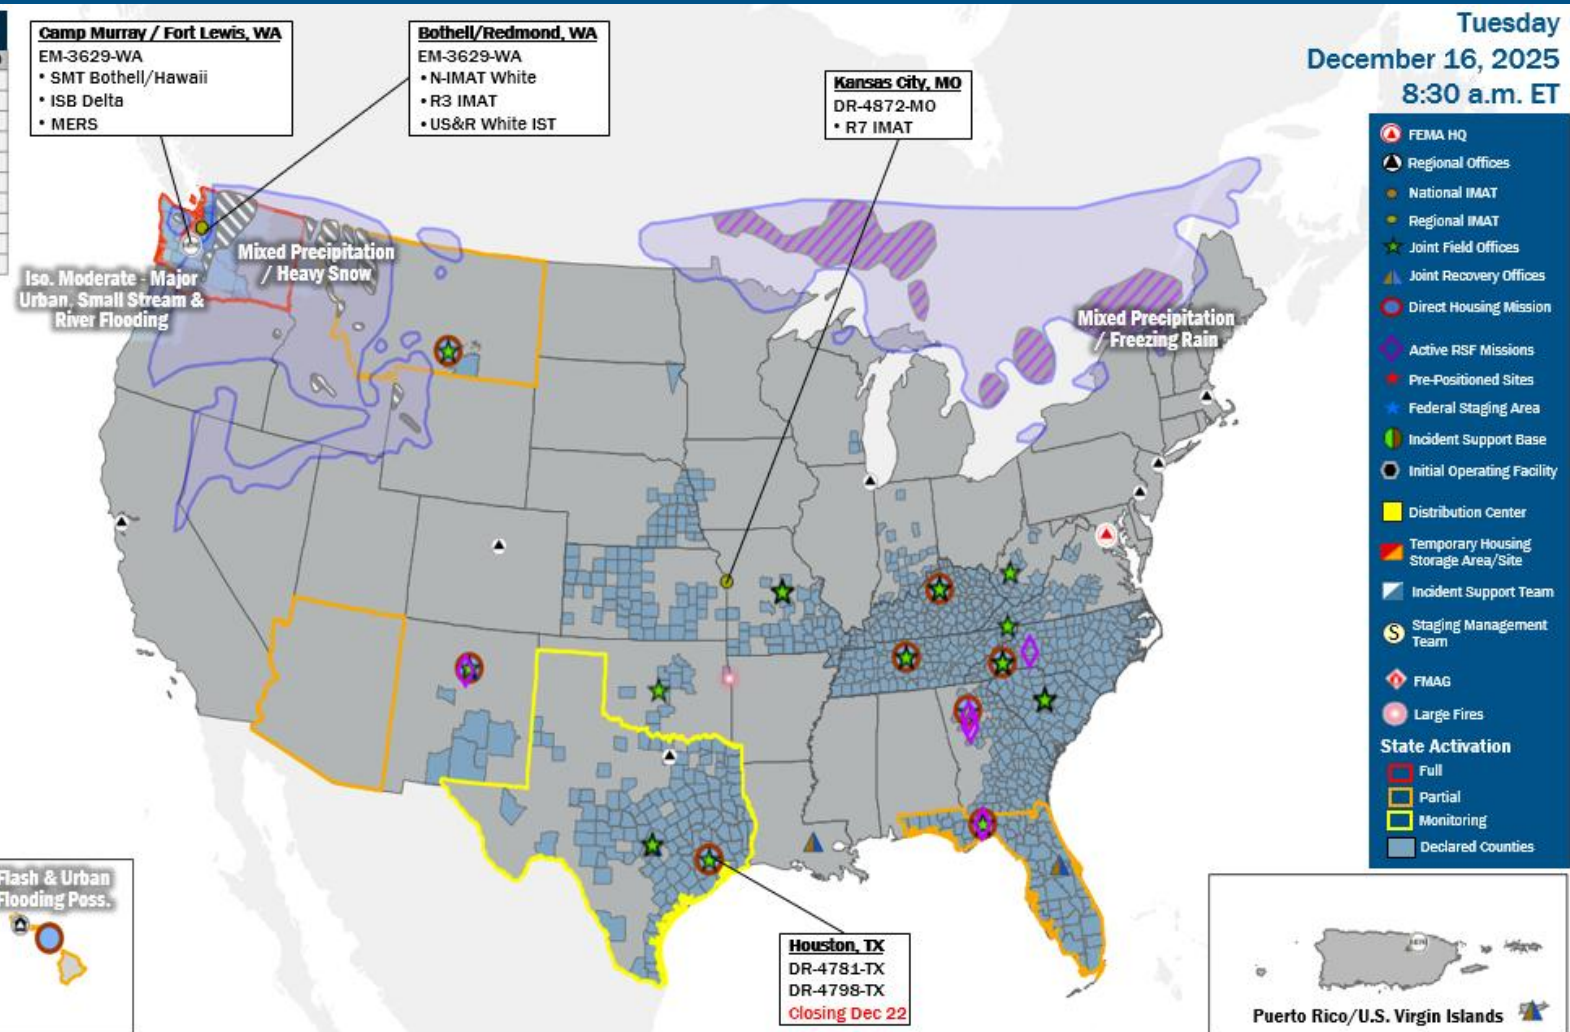 Camp Murray / Fort Lewis, WA
EM-3629-WA
• SMT Bothell/Hawaii
• ISB Delta
• MERS
Bothell/Redmond, WA
EM-3629-WA
• N-IMAT White
• R3 IMAT
• US&R White IST
Kansas City, MO
DR-4872-MO
• R7 IMAT
Tuesday
December 16, 2025
8:30 a.m. ET
FEMA HQ
Regional Offices
National IMAT
Regional IMAT
Joint Field Offices
Joint Recovery Offices
Direct Housing Mission
Active RSF Missions
Pre-Positioned Sites
Federal Staging Area
Incident Support Base
Initial Operating Facility
Distribution Center
Temporary Housing
Storage Area/Site
Incident Support Team
S
Staging Management
Team
FMAG
Large Fires
State Activation
Full
Partial
Monitoring
Declared Counties
Mixed Precipitation
/ Heavy Snow
Iso. Moderate - Major
Urban, Small Stream &
River Flooding
Mixed Precipitation
/ Freezing Rain
Flash & Urban
Flooding Poss.
Houston, TX
DR-4781-TX
DR-4798-TX
Closing Dec 22
Puerto Rico/U.S. Virgin Islands